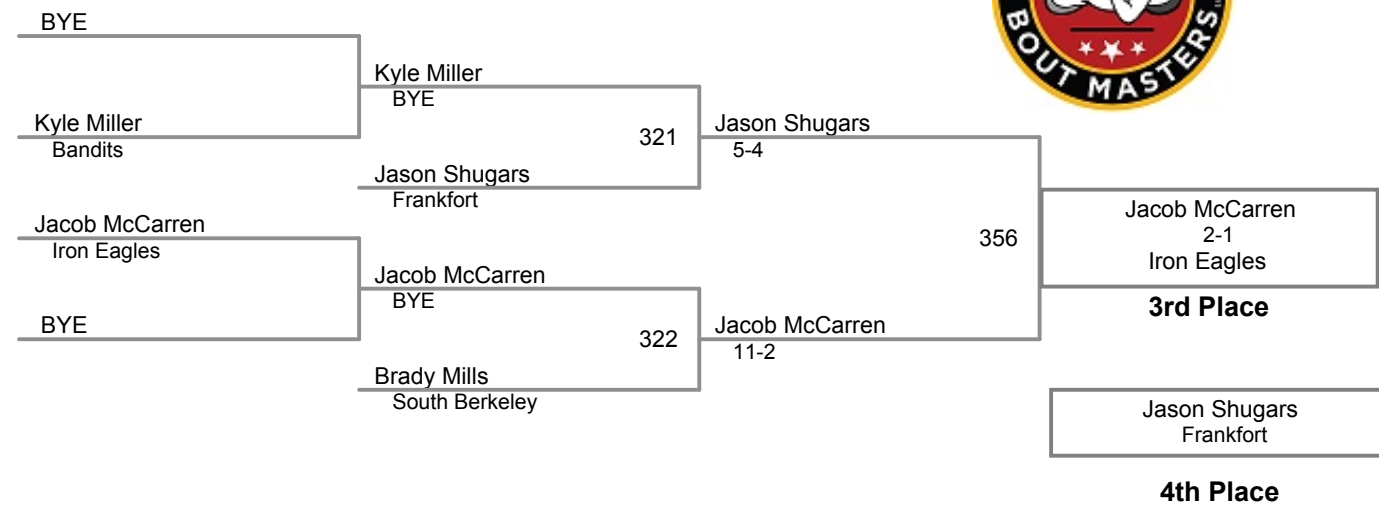 BYE
Kyle Miller
Bandits
Jacob McCarren
Iron Eagles
BYE
Kyle Miller
BYE
321
Jason Shugars
Frankfort
Jacob McCarren
BYE
322
Brady Mills
South Berkeley
Jason Shugars
5-4
356
Jacob McCarren
11-2
Jacob McCarren
2-1
Iron Eagles
3rd Place
Jason Shugars
Frankfort
4th Place
BOUT MASTERS